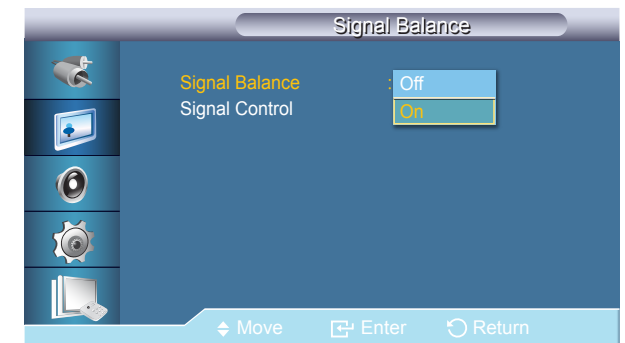 Signal Balance
Signal Balance : Off
Signal Control On
Move Enter Return